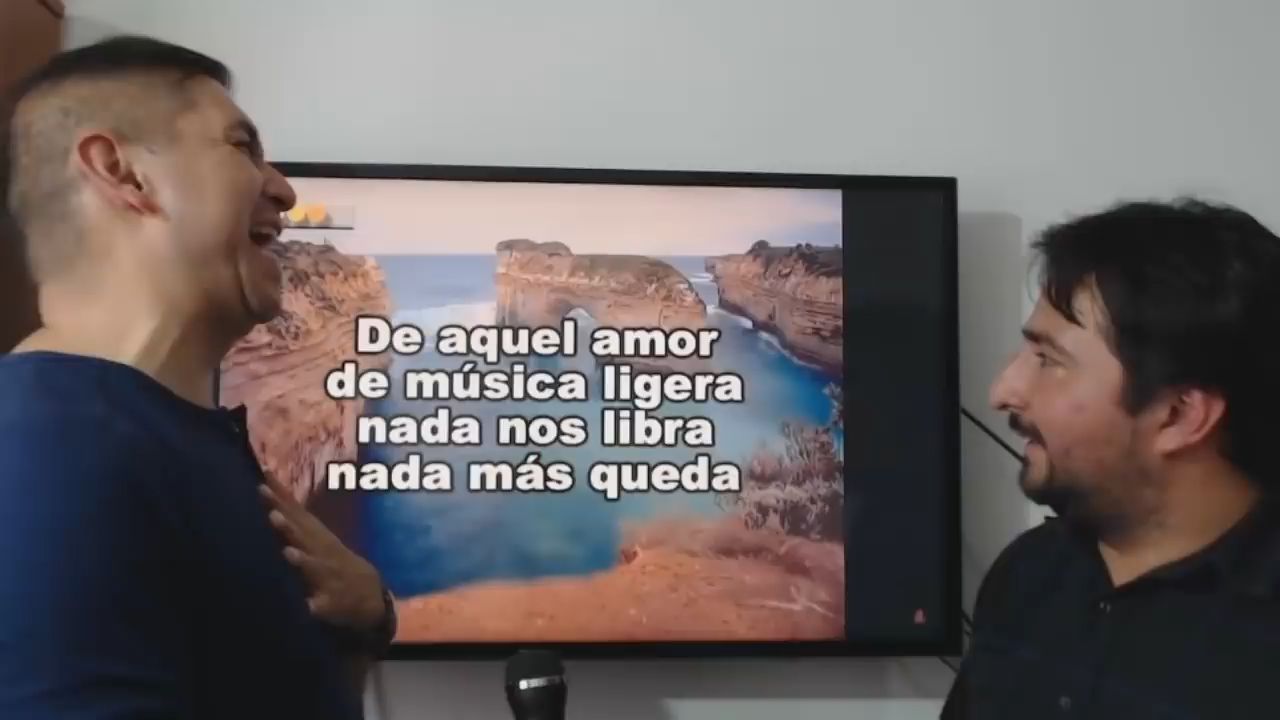 De aquel amor
de música ligera
nada nos libra
nada más queda